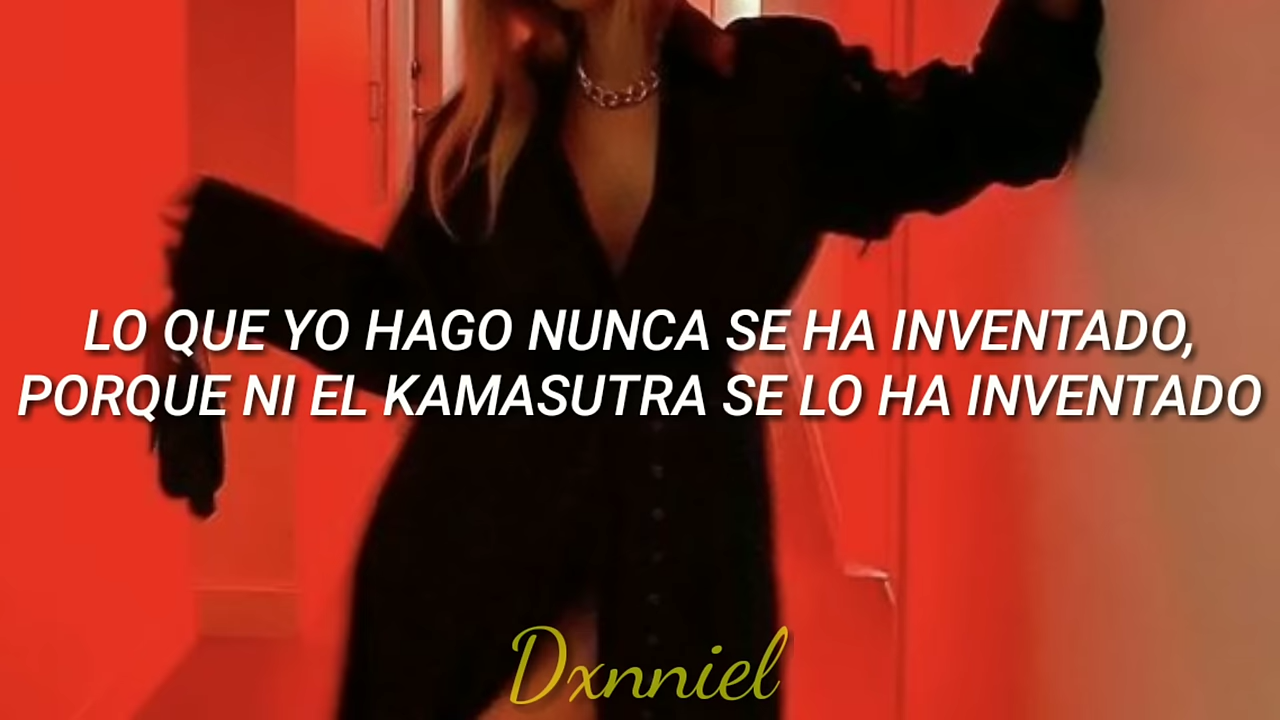 LO QUE YO HAGO NUNCA SE HA INVENTADO,
PORQUE NI EL KAMASUTRA SE LO HA INVENTADO
Dxnniel